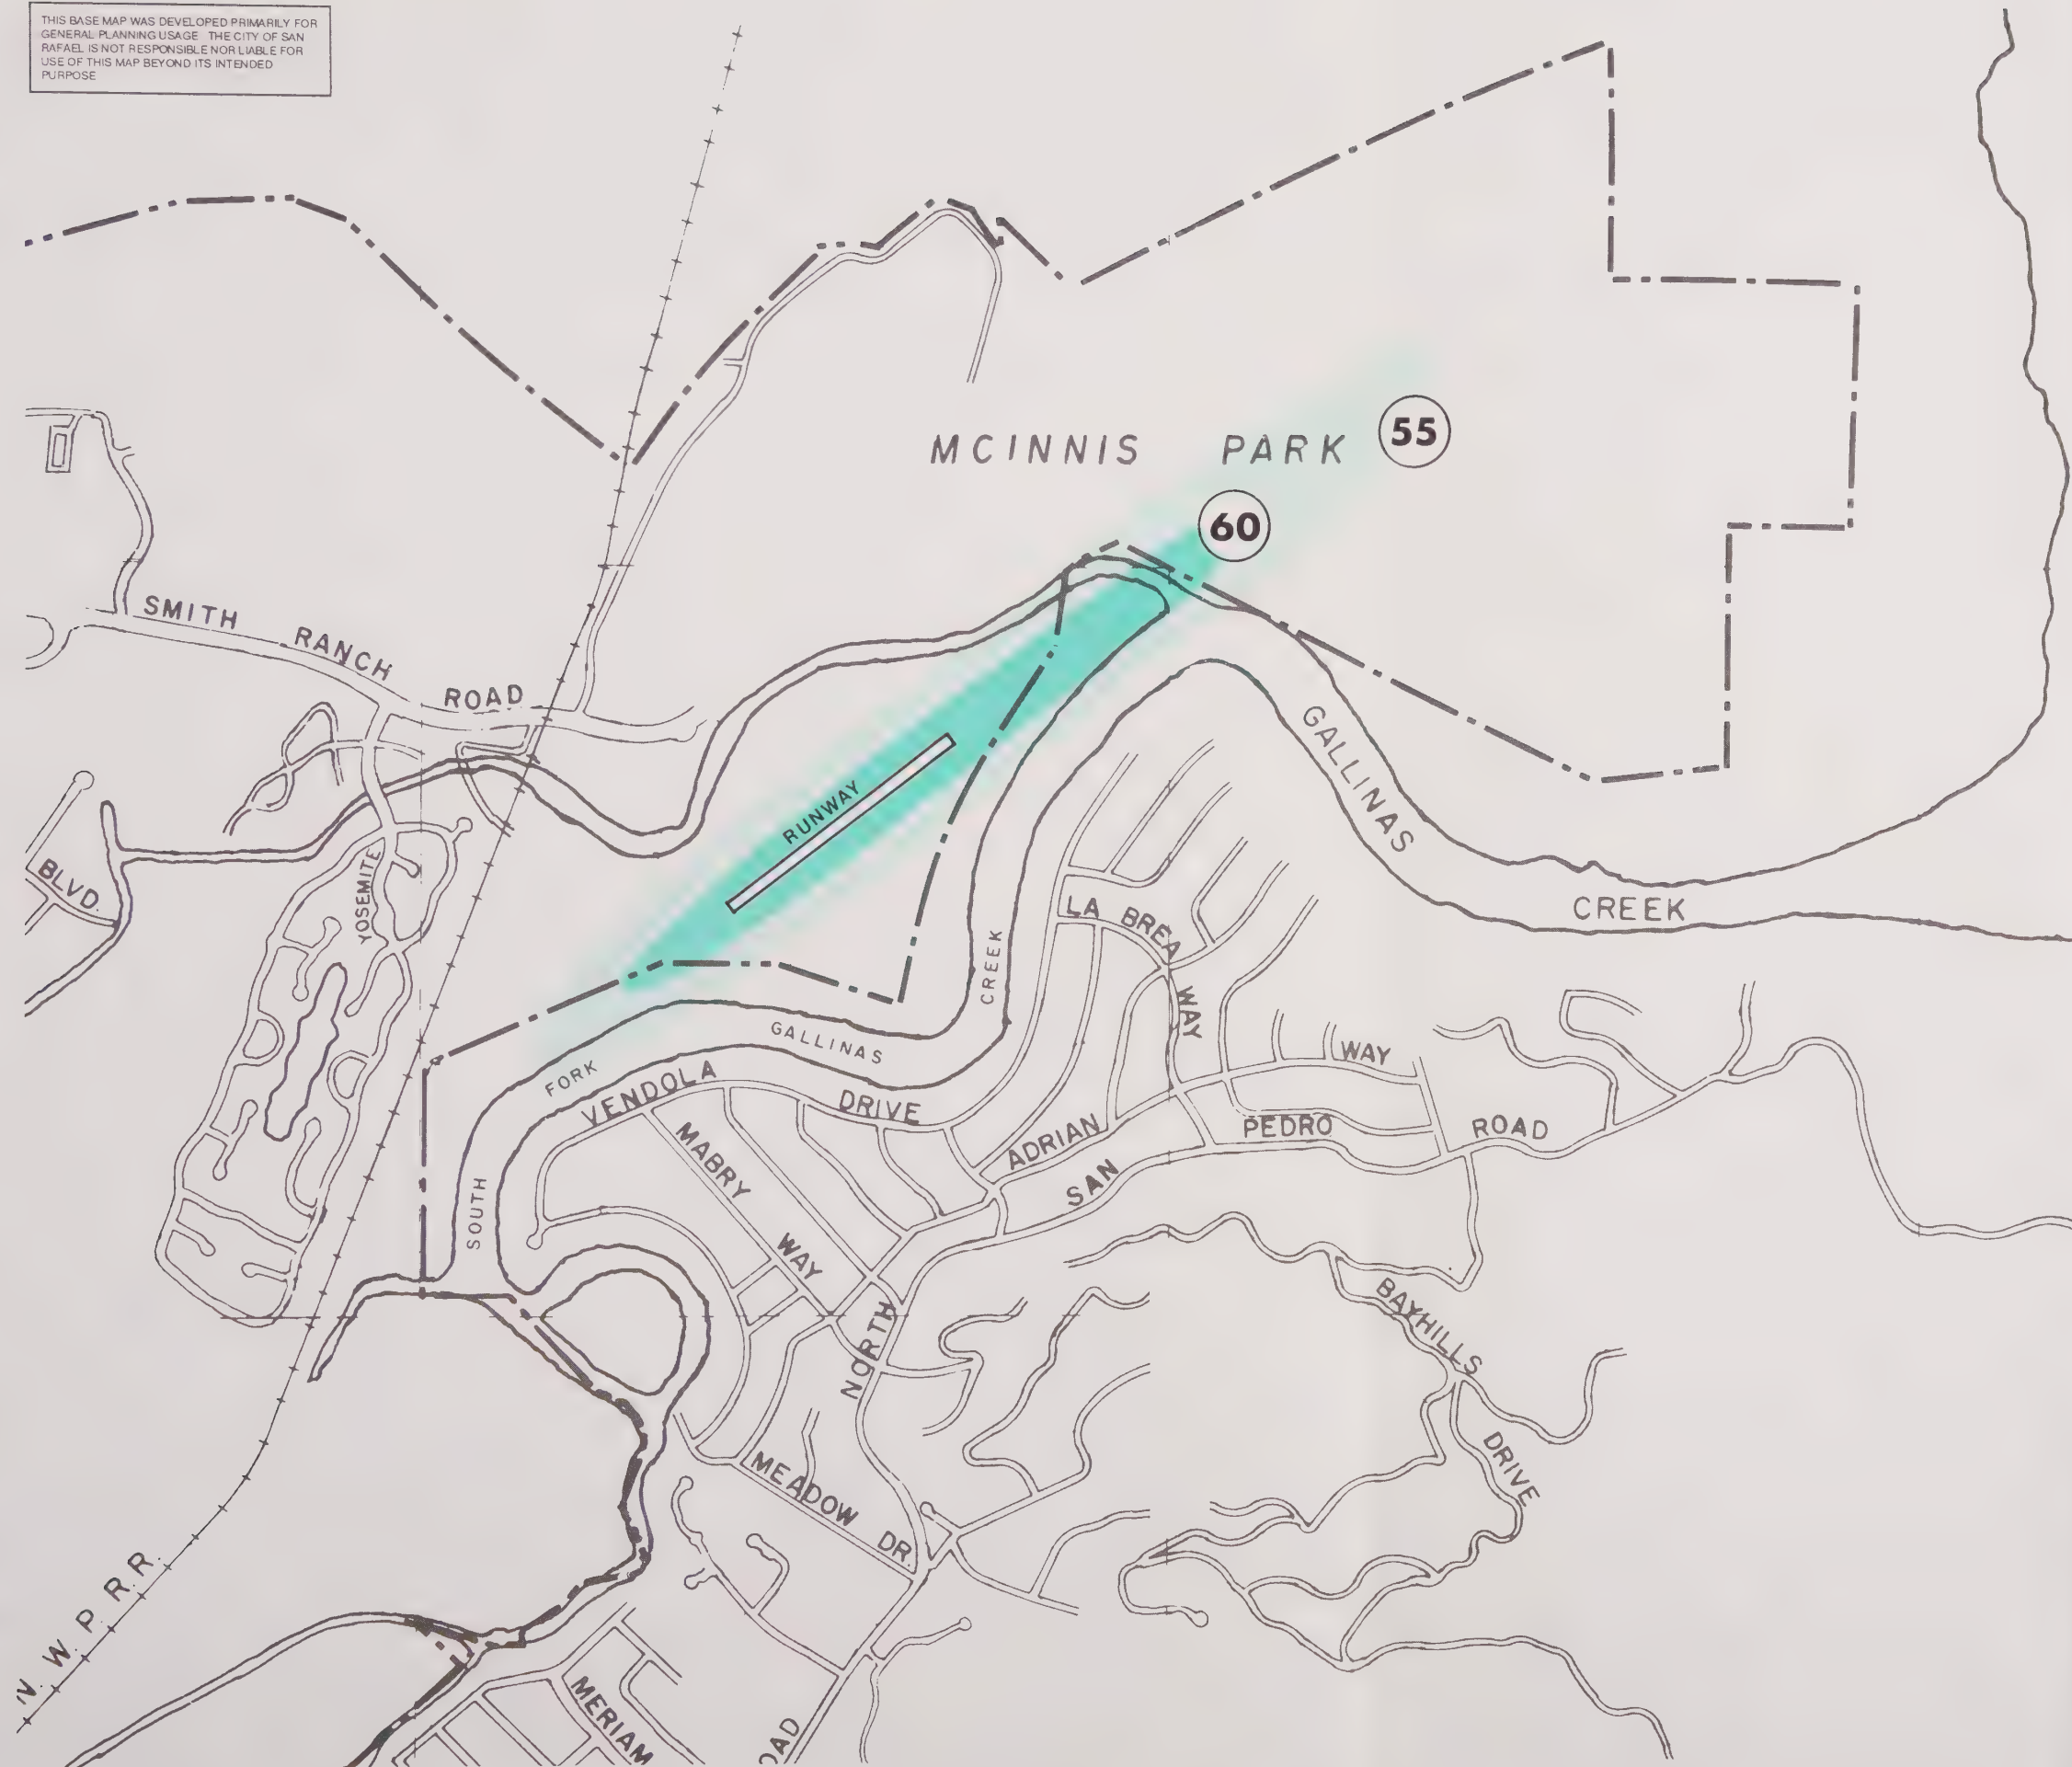 THIS BASE MAP WAS DEVELOPED PRIMARILY FOR
GENERAL PLANNING USAGE THE CITY OF SAN
RAFAEL IS NOT RESPONSIBLE NOR LIABLE FOR
USE OF THIS MAP BEYOND ITS INTENDED
PURPOSE
MCINNIS PARK
55
60
SMITH RANCH ROAD
GALLINAS CREEK
RUNWAY
BLVD.
YOSEMITE
LA BREA WAY
SOUTH FORK GALLINAS CREEK
WAY
VENDOLA DRIVE
MABRY WAY
ADRIAN
NORTH SAN PEDRO ROAD
BAYHILLS DRIVE
MEADOW DR.
N. W. P. R. R.
MERIAM
OAD